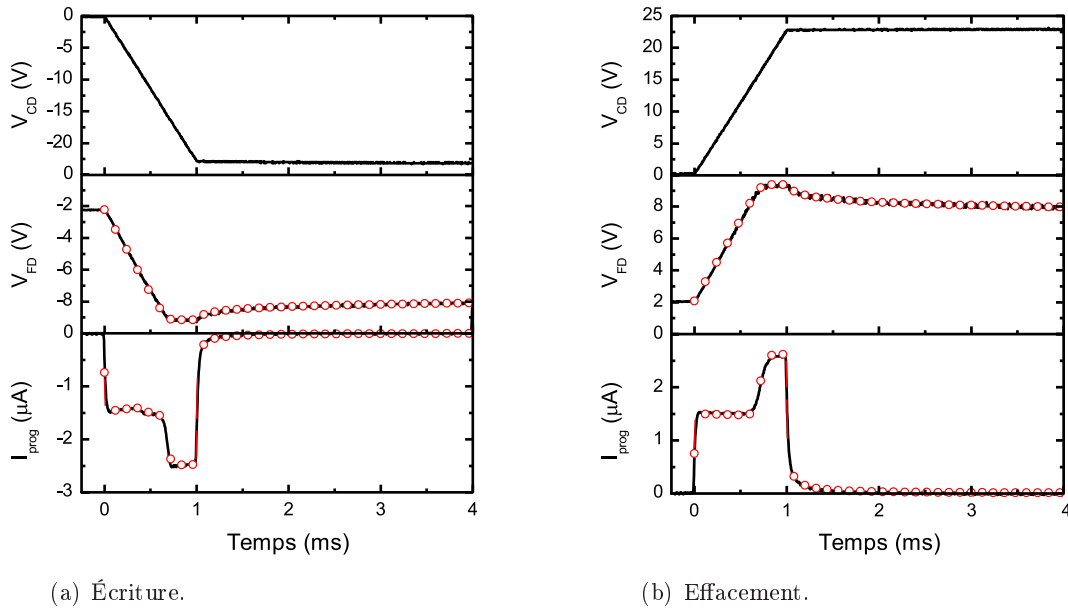 0
-5
-10
-15
-20
0
V_CD (V)
-2
-4
-6
-8
0
V_FD (V)
-1
-2
-3
I_prog (µA)
0 1 2 3 4
Temps (ms)
(a) Écriture.
25
20
15
10
5
0
V_CD (V)
8
6
4
2
0
V_FD (V)
2
1
0
I_prog (µA)
0 1 2 3 4
Temps (ms)
(b) Effacement.